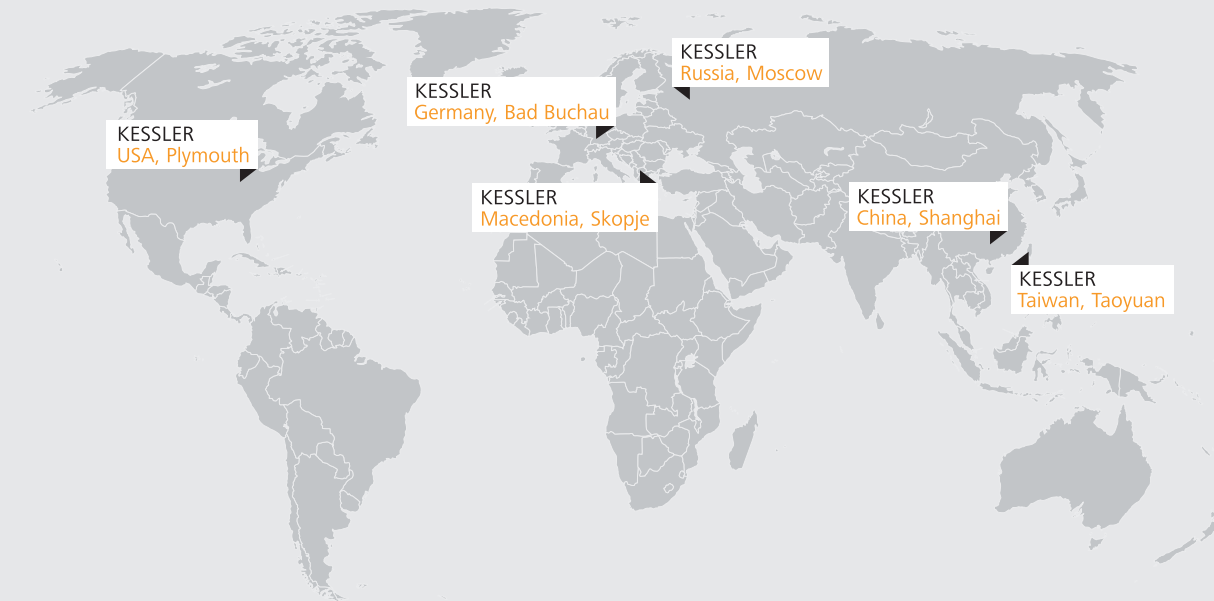 KESSLER
Russia, Moscow
KESSLER
Germany, Bad Buchau
KESSLER
USA, Plymouth
KESSLER
Macedonia, Skopje
KESSLER
China, Shanghai
KESSLER
Taiwan, Taoyuan